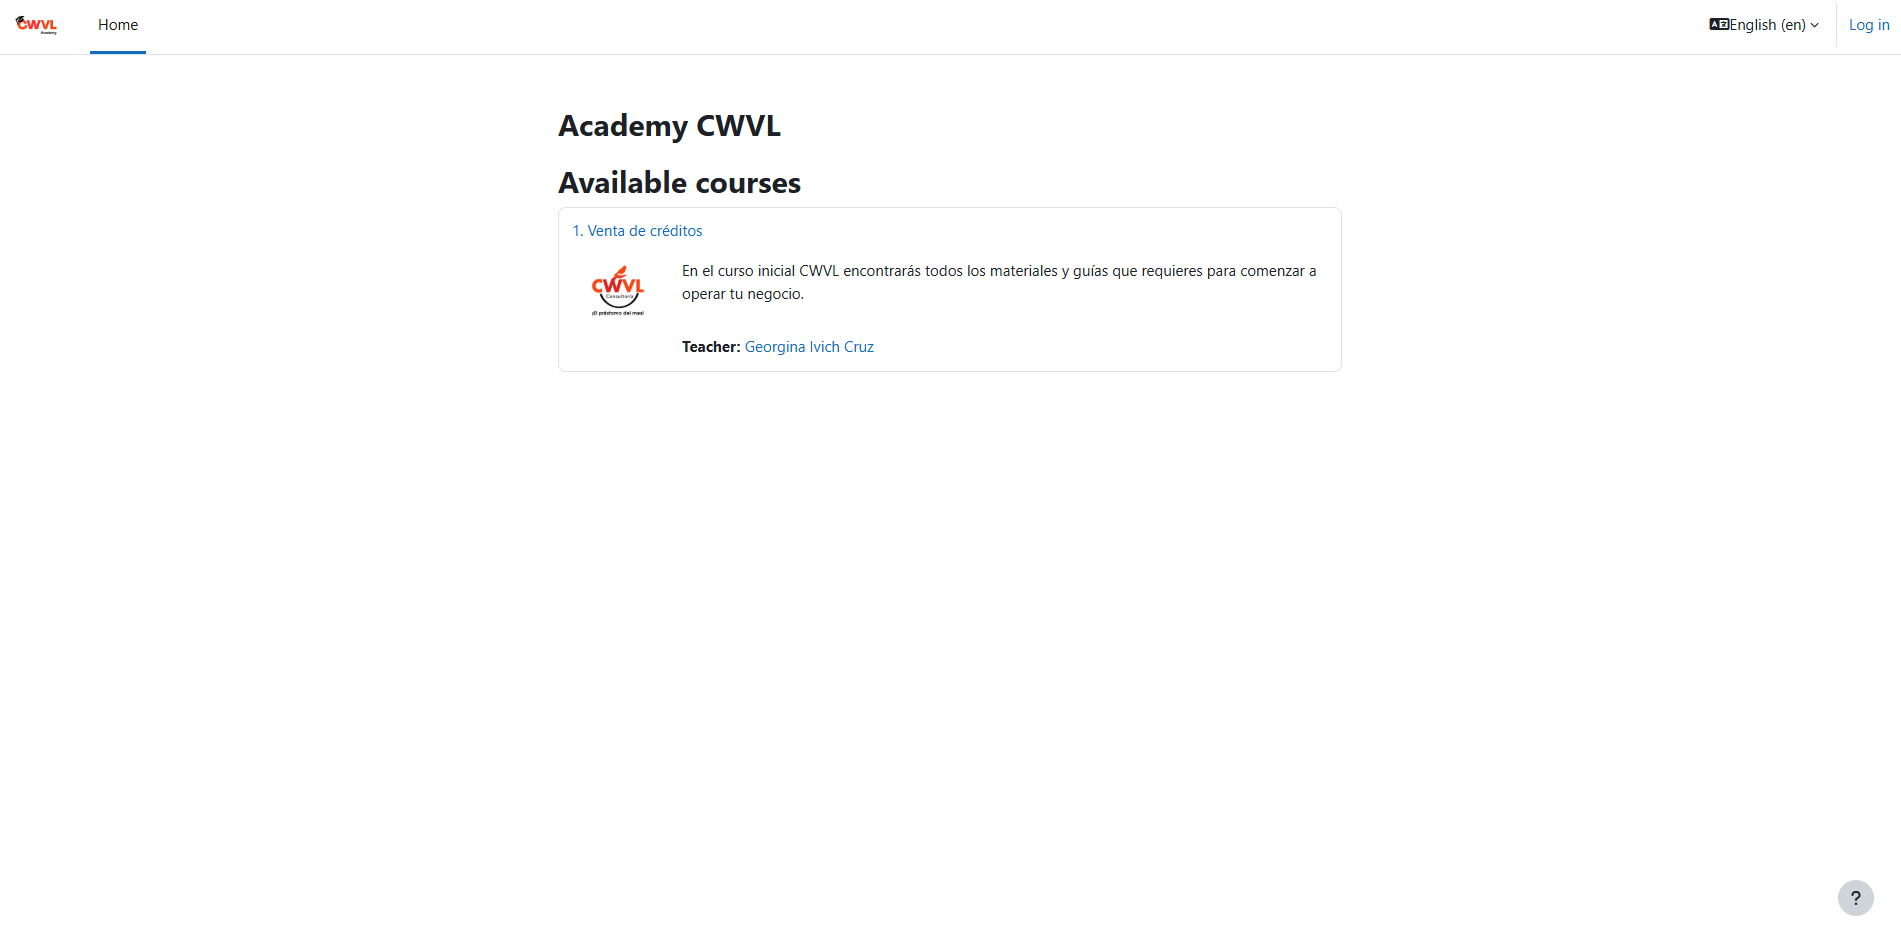 CWVL
Academy
Home
English (en)
Log in
Academy CWVL
Available courses
1. Venta de créditos
CWVL
Consultoría
¡El préstamo del mes!
En el curso inicial CWVL encontrarás todos los materiales y guías que requieres para comenzar a
operar tu negocio.
Teacher: Georgina Ivich Cruz
?